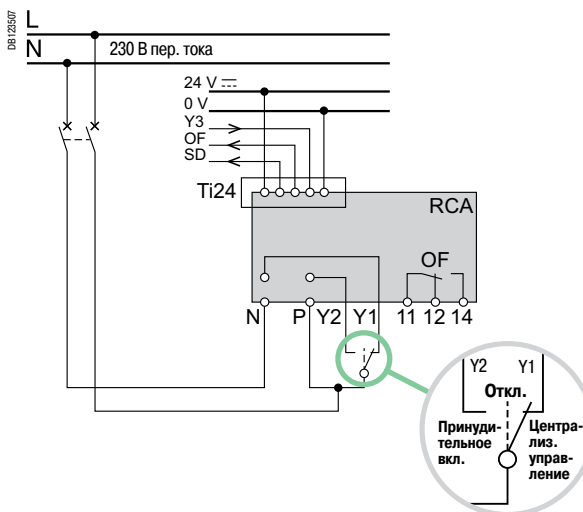 DB123507
L
N
230 В пер. тока
24 V
0 V
Y3
OF
SD
Ti24
RCA
OF
N P Y2 Y1 11 12 14
Y2 Y1
Откл.
Принуди-
тельное
вкл.
Центра-
лиз.
управ-
ление